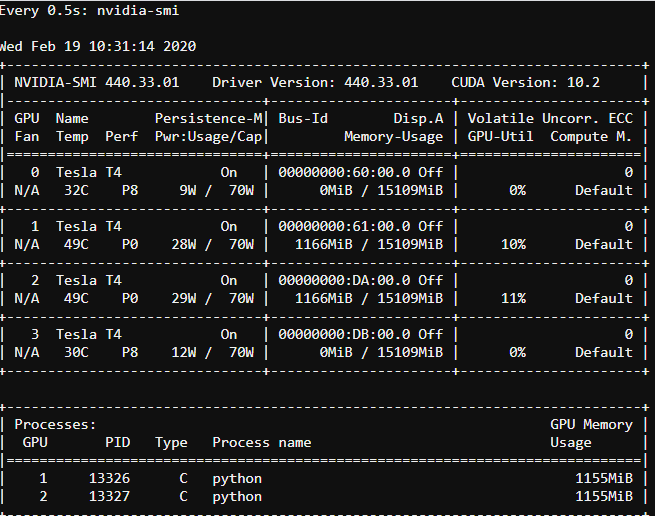 Every 0.5s: nvidia-smi
Wed Feb 19 10:31:14 2020
+-----------------------------------------------------------------------------+
| NVIDIA-SMI 440.33.01    Driver Version: 440.33.01    CUDA Version: 10.2     |
|-------------------------------+----------------------+----------------------+
| GPU  Name        Persistence-M| Bus-Id        Disp.A | Volatile Uncorr. ECC |
| Fan  Temp  Perf  Pwr:Usage/Cap|         Memory-Usage | GPU-Util  Compute M. |
|===============================+======================+======================|
|   0  Tesla T4            On   | 00000000:60:00.0 Off |                    0 |
| N/A   32C    P8     9W /  70W |      0MiB / 15109MiB |      0%      Default |
+-------------------------------+----------------------+----------------------+
|   1  Tesla T4            On   | 00000000:61:00.0 Off |                    0 |
| N/A   49C    P0    28W /  70W |   1166MiB / 15109MiB |     10%      Default |
+-------------------------------+----------------------+----------------------+
|   2  Tesla T4            On   | 00000000:DA:00.0 Off |                    0 |
| N/A   49C    P0    29W /  70W |   1166MiB / 15109MiB |     11%      Default |
+-------------------------------+----------------------+----------------------+
|   3  Tesla T4            On   | 00000000:DB:00.0 Off |                    0 |
| N/A   30C    P8    12W /  70W |      0MiB / 15109MiB |      0%      Default |
+-------------------------------+----------------------+----------------------+
+-----------------------------------------------------------------------------+
| Processes:                                                       GPU Memory |
|  GPU       PID   Type   Process name                             Usage      |
|=============================================================================|
|    1     13326      C   python                                      1155MiB |
|    2     13327      C   python                                      1155MiB |
+-----------------------------------------------------------------------------+